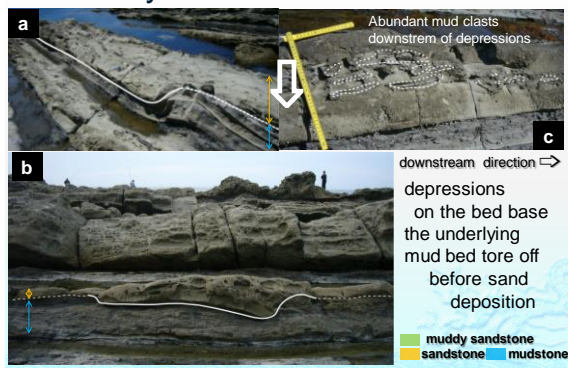 a
Abundant mud clasts
downstrem of depressions
c
b
downstream direction
depressions
on the bed base
the underlying
mud bed tore off
before sand
deposition
muddy sandstone
sandstone mudstone